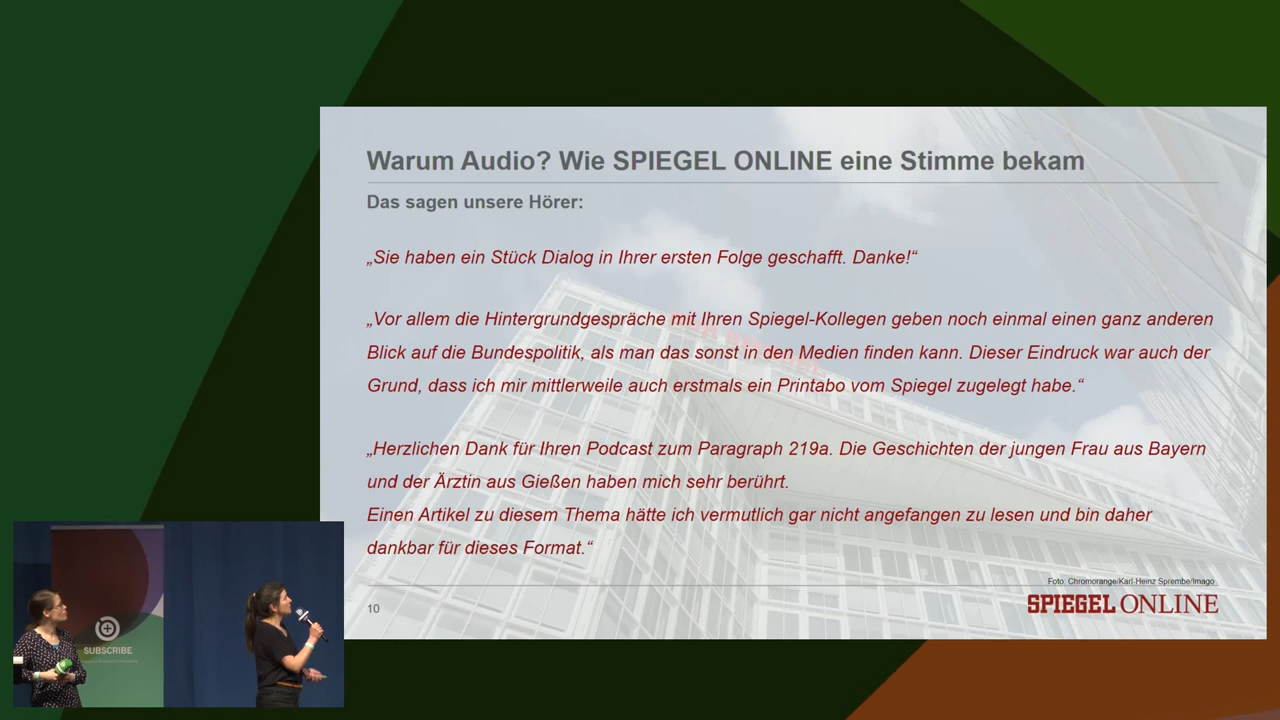 Warum Audio? Wie SPIEGEL ONLINE eine Stimme bekam
Das sagen unsere Hörer:
„Sie haben ein Stück Dialog in Ihrer ersten Folge geschafft. Danke!“
„Vor allem die Hintergrundgespräche mit Ihren Spiegel-Kollegen geben noch einmal einen ganz anderen
Blick auf die Bundespolitik, als man das sonst in den Medien finden kann. Dieser Eindruck war auch der
Grund, dass ich mir mittlerweile auch erstmals ein Printabo vom Spiegel zugelegt habe.“
„Herzlichen Dank für Ihren Podcast zum Paragraph 219a. Die Geschichten der jungen Frau aus Bayern
und der Ärztin aus Gießen haben mich sehr berührt.
Einen Artikel zu diesem Thema hätte ich vermutlich gar nicht angefangen zu lesen und bin daher
dankbar für dieses Format.“
Foto: Chromorange/Karl-Heinz Sprembe/Imago
10
SPIEGEL ONLINE
SUBSCRIBE